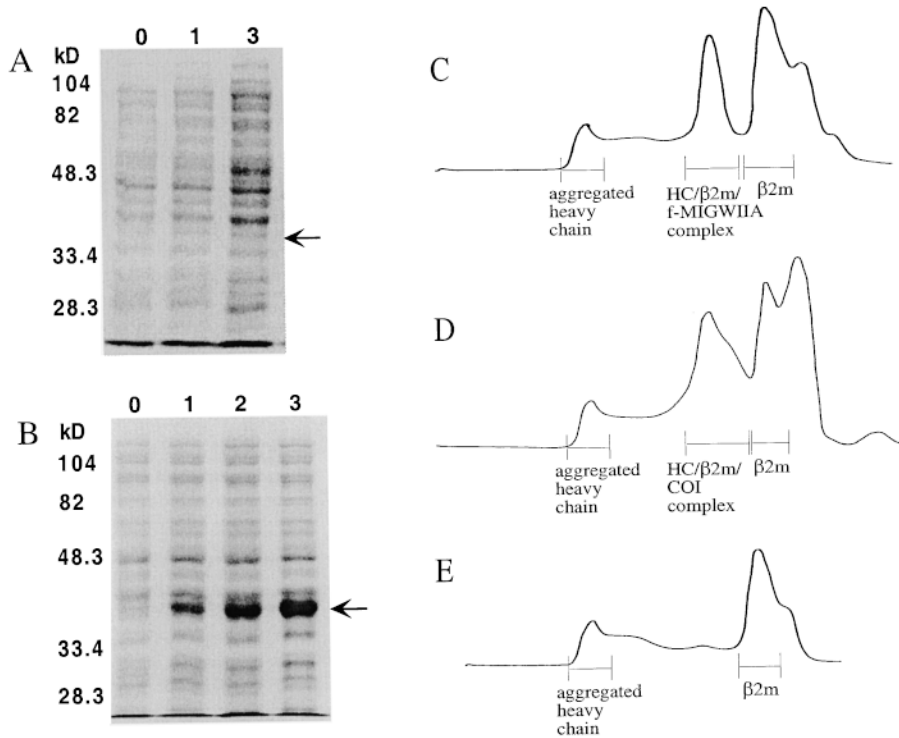 A
kD
0 1 3
104
82
48.3
33.4
28.3
B
kD
0 1 2 3
104
82
48.3
33.4
28.3
C
aggregated
heavy
chain
HC/β2m/
f-MIGWIIA
complex
β2m
D
aggregated
heavy
chain
HC/β2m/
COI
complex
β2m
E
aggregated
heavy
chain
β2m